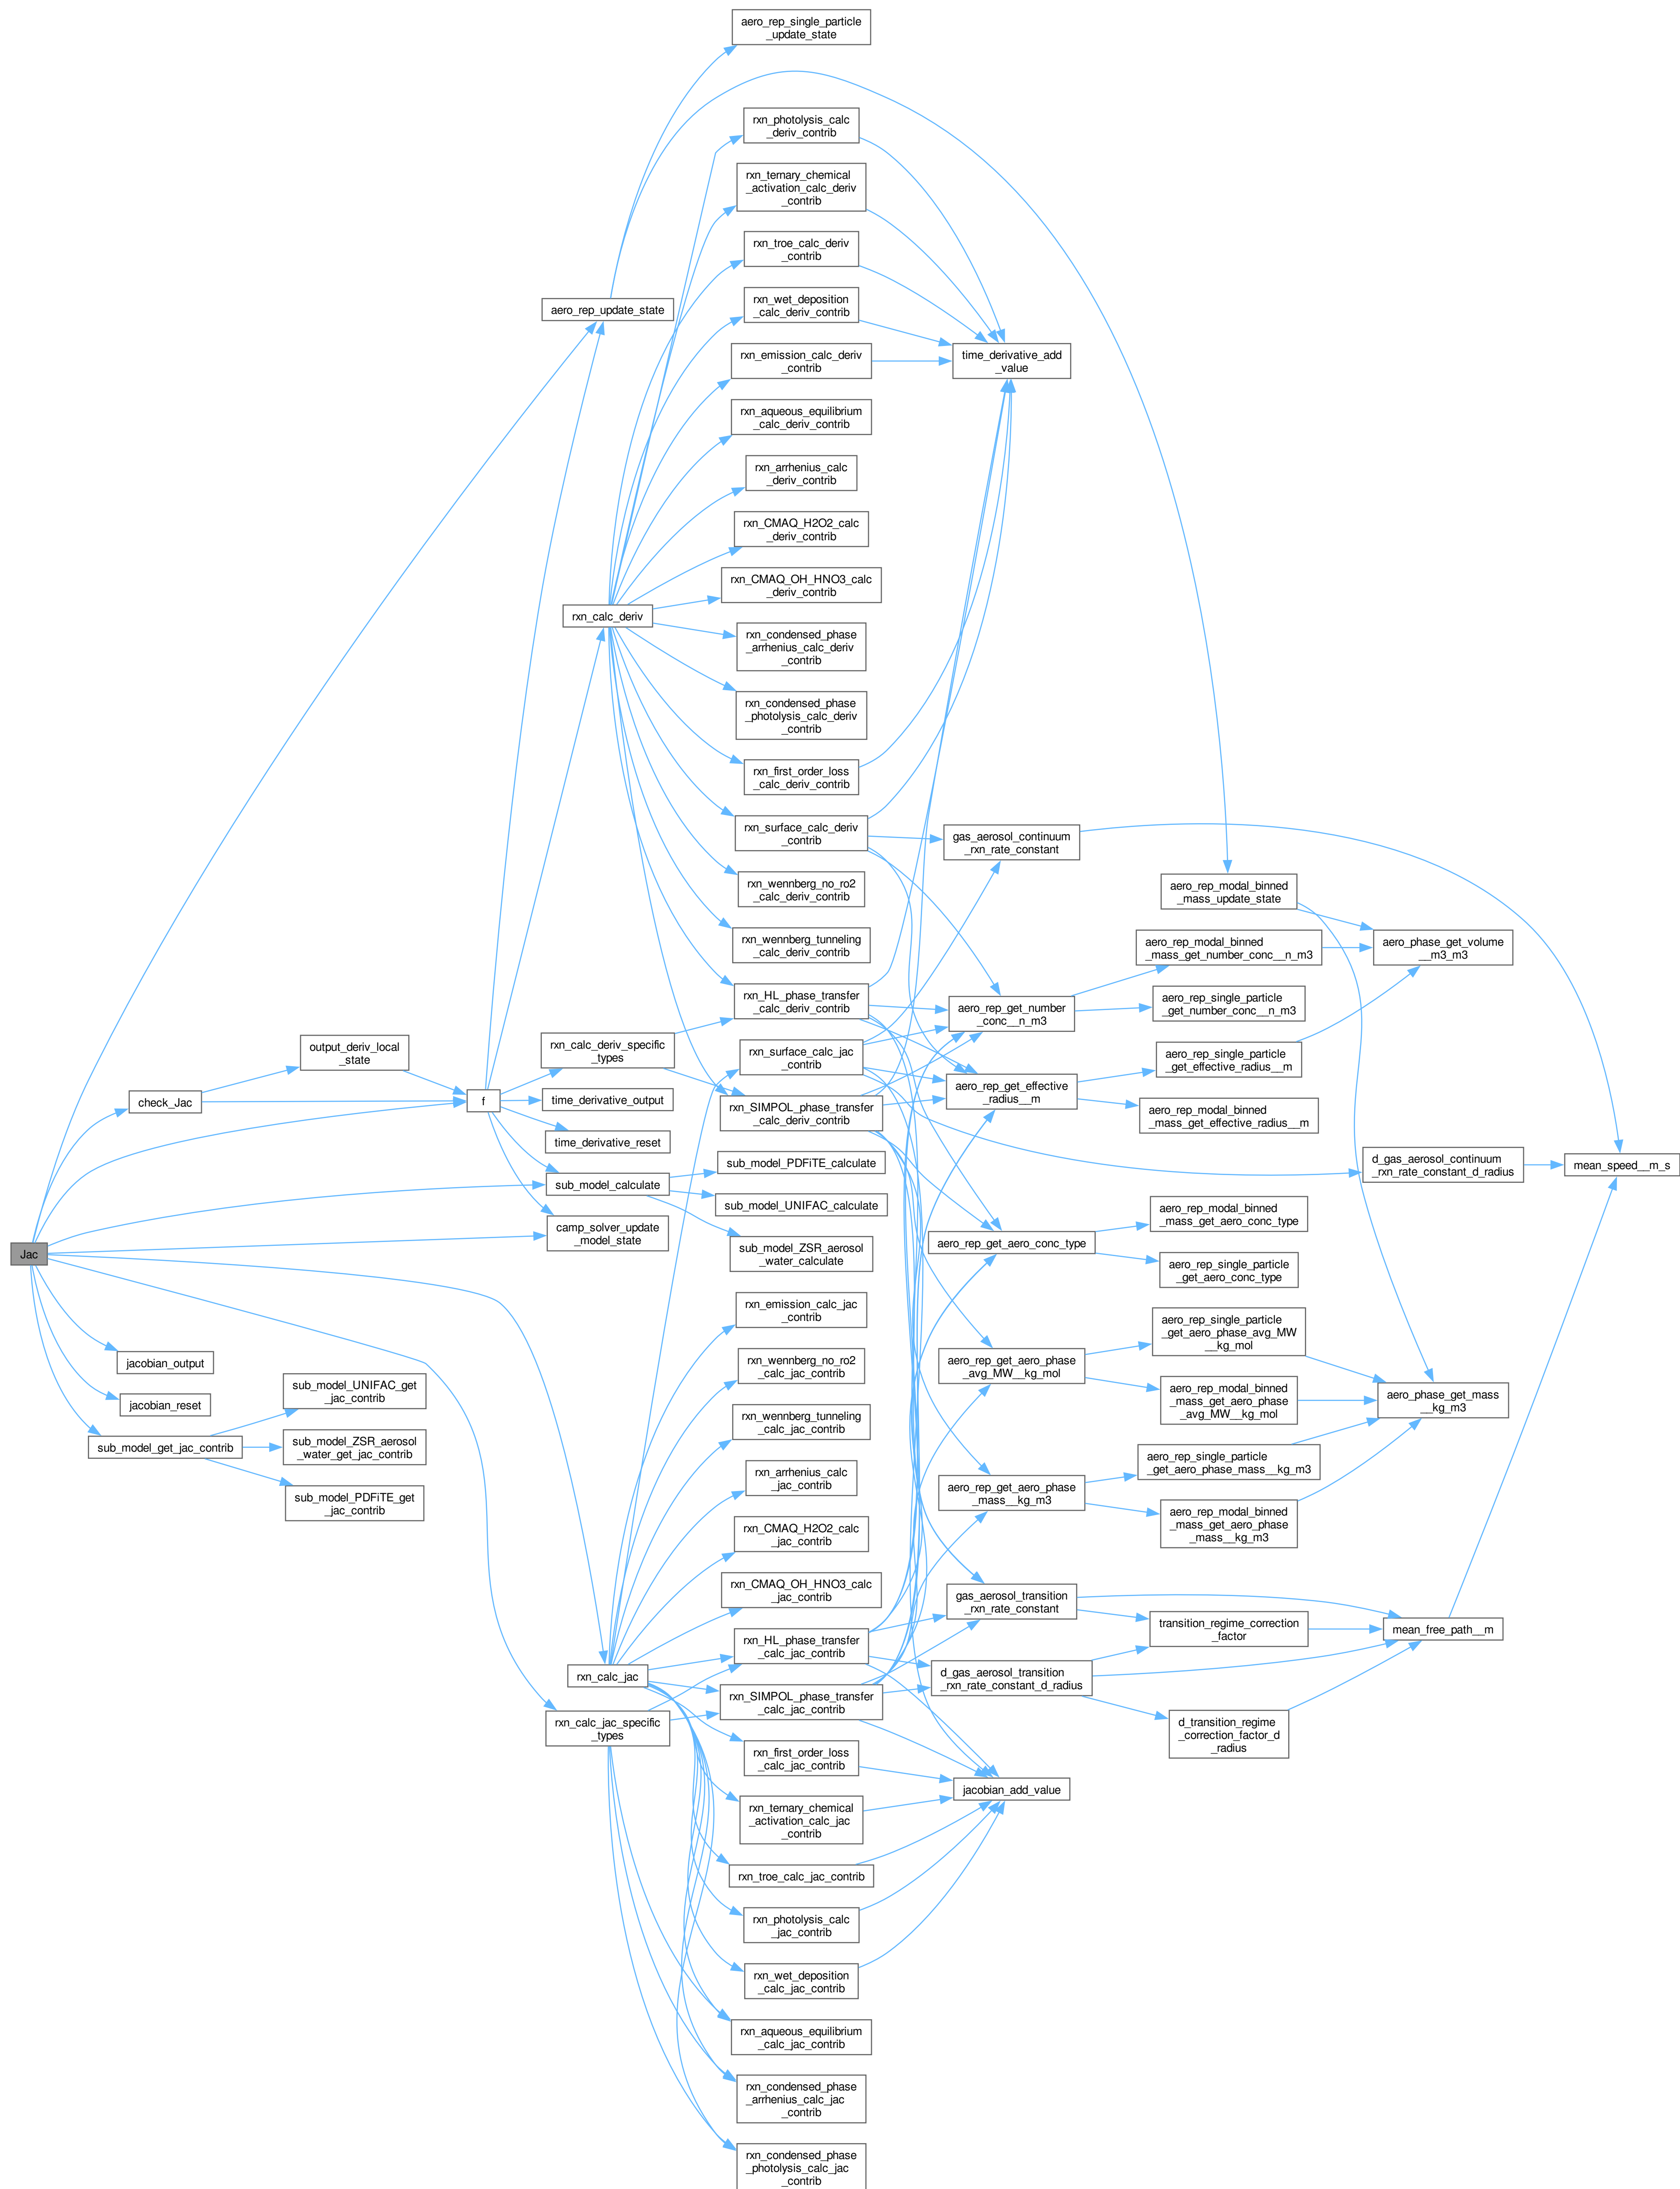 Jac
check_Jac
output_deriv_local
_state
jacobian_output
jacobian_reset
sub_model_get_jac_contrib
sub_model_UNIFAC_get
_jac_contrib
sub_model_ZSR_aerosol
_water_get_jac_contrib
sub_model_PDFiTE_get
_jac_contrib
f
aero_rep_update_state
rxn_calc_deriv
rxn_calc_deriv_specific
_types
time_derivative_output
time_derivative_reset
sub_model_calculate
camp_solver_update
_model_state
rxn_calc_jac
rxn_calc_jac_specific
_types
aero_rep_single_particle
_update_state
rxn_photolysis_calc
_deriv_contrib
rxn_ternary_chemical
_activation_calc_deriv
_contrib
rxn_troe_calc_deriv
_contrib
rxn_wet_deposition
_calc_deriv_contrib
rxn_emission_calc_deriv
_contrib
rxn_aqueous_equilibrium
_calc_deriv_contrib
rxn_arrhenius_calc
_deriv_contrib
rxn_CMAQ_H2O2_calc
_deriv_contrib
rxn_CMAQ_OH_HNO3_calc
_deriv_contrib
rxn_condensed_phase
_arrhenius_calc_deriv
_contrib
rxn_condensed_phase
_photolysis_calc_deriv
_contrib
rxn_first_order_loss
_calc_deriv_contrib
rxn_surface_calc_deriv
_contrib
rxn_wennberg_no_ro2
_calc_deriv_contrib
rxn_wennberg_tunneling
_calc_deriv_contrib
rxn_HL_phase_transfer
_calc_deriv_contrib
rxn_surface_calc_jac
_contrib
rxn_SIMPOL_phase_transfer
_calc_deriv_contrib
sub_model_PDFiTE_calculate
sub_model_UNIFAC_calculate
sub_model_ZSR_aerosol
_water_calculate
rxn_emission_calc_jac
_contrib
rxn_wennberg_no_ro2
_calc_jac_contrib
rxn_wennberg_tunneling
_calc_jac_contrib
rxn_arrhenius_calc
_jac_contrib
rxn_CMAQ_H2O2_calc
_jac_contrib
rxn_CMAQ_OH_HNO3_calc
_jac_contrib
rxn_HL_phase_transfer
_calc_jac_contrib
rxn_SIMPOL_phase_transfer
_calc_jac_contrib
rxn_first_order_loss
_calc_jac_contrib
rxn_ternary_chemical
_activation_calc_jac
_contrib
rxn_troe_calc_jac_contrib
rxn_photolysis_calc
_jac_contrib
rxn_wet_deposition
_calc_jac_contrib
rxn_aqueous_equilibrium
_calc_jac_contrib
rxn_condensed_phase
_arrhenius_calc_jac
_contrib
rxn_condensed_phase
_photolysis_calc_jac
_contrib
time_derivative_add
_value
gas_aerosol_continuum
_rxn_rate_constant
aero_rep_get_number
_conc__n_m3
aero_rep_get_effective
_radius__m
aero_rep_get_aero_conc_type
aero_rep_get_aero_phase
_avg_MW__kg_mol
aero_rep_get_aero_phase
_mass__kg_m3
gas_aerosol_transition
_rxn_rate_constant
d_gas_aerosol_transition
_rxn_rate_constant_d_radius
jacobian_add_value
aero_rep_modal_binned
_mass_update_state
aero_rep_modal_binned
_mass_get_number_conc__n_m3
aero_rep_single_particle
_get_number_conc__n_m3
aero_rep_single_particle
_get_effective_radius__m
aero_rep_modal_binned
_mass_get_effective_radius__m
aero_rep_modal_binned
_mass_get_aero_conc_type
aero_rep_single_particle
_get_aero_conc_type
aero_rep_single_particle
_get_aero_phase_avg_MW
__kg_mol
aero_rep_modal_binned
_mass_get_aero_phase
_avg_MW__kg_mol
aero_rep_single_particle
_get_aero_phase_mass__kg_m3
aero_rep_modal_binned
_mass_get_aero_phase
_mass__kg_m3
transition_regime_correction
_factor
d_transition_regime
_correction_factor_d
_radius
aero_phase_get_volume
__m3_m3
d_gas_aerosol_continuum
_rxn_rate_constant_d_radius
aero_phase_get_mass
__kg_m3
mean_free_path__m
mean_speed__m_s